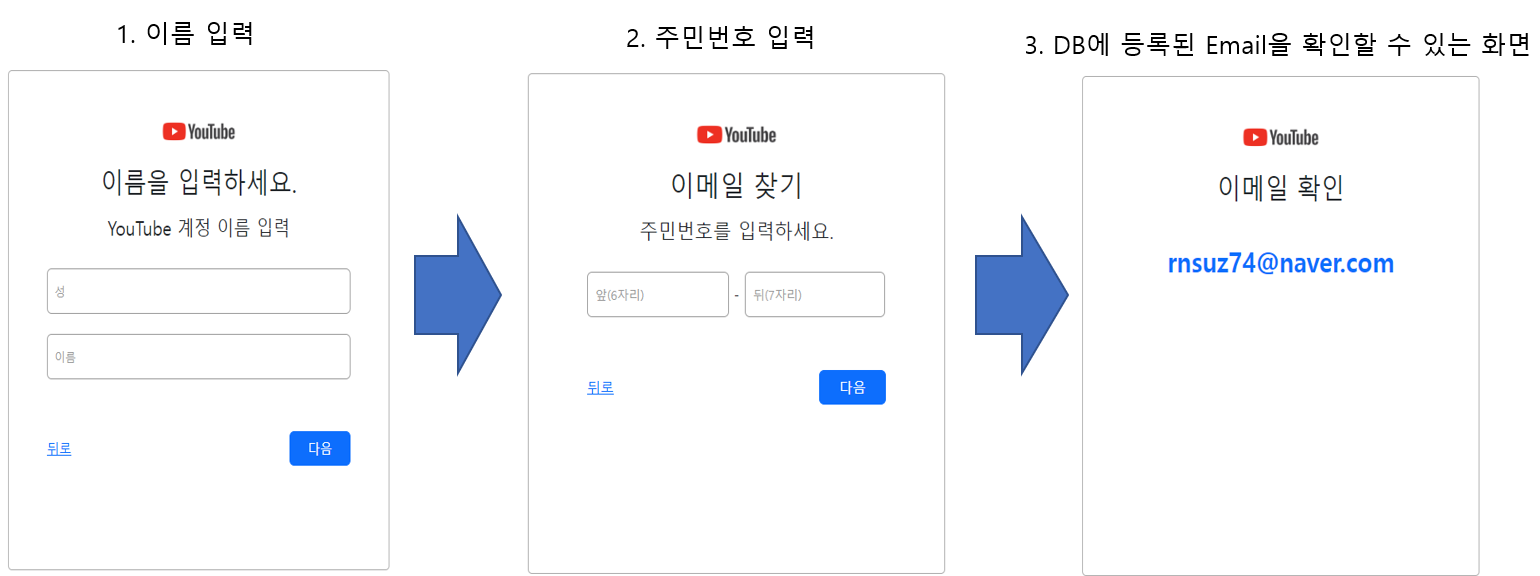 1. 이름 입력
YouTube
이름을 입력하세요.
YouTube 계정 이름 입력
성
이름
뒤로
다음
2. 주민번호 입력
YouTube
이메일 찾기
주민번호를 입력하세요.
앞(6자리) - 뒤(7자리)
뒤로
다음
3. DB에 등록된 Email을 확인할 수 있는 화면
YouTube
이메일 확인
rnsuz74@naver.com